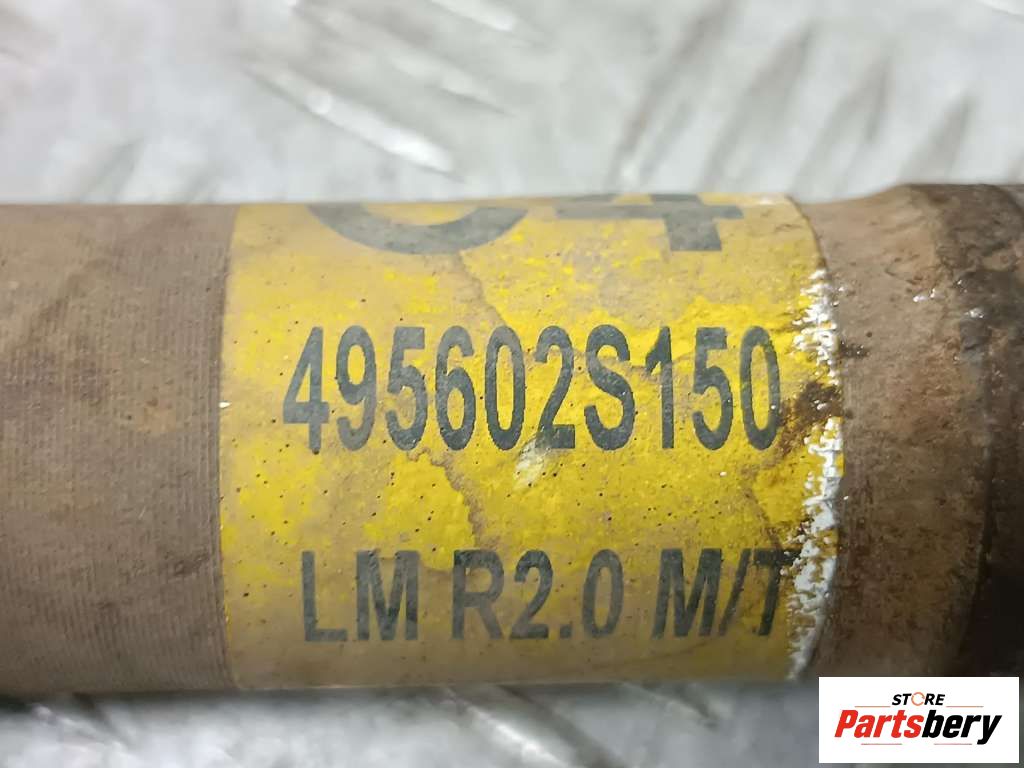 495602S150
LM R2.0 M/T
STORE
Partsbery